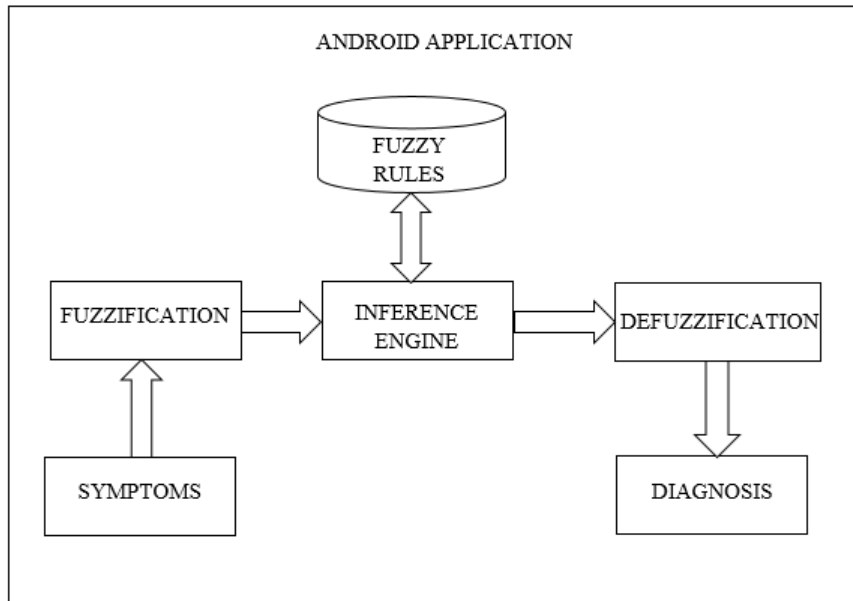 ANDROID APPLICATION
FUZZY
RULES
FUZZIFICATION
INFERENCE
ENGINE
DEFUZZIFICATION
SYMPTOMS
DIAGNOSIS